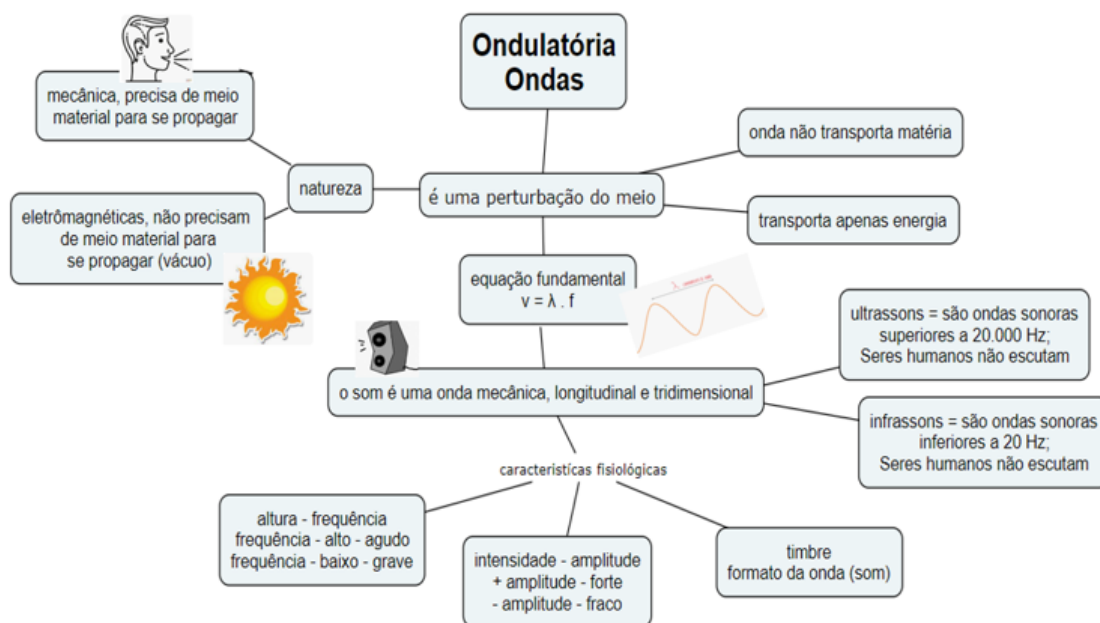 Ondulatória
Ondas
mecânica, precisa de meio
material para se propagar
onda não transporta matéria
natureza
é uma perturbação do meio
eletrômagnéticas, não precisam
de meio material para
se propagar (vácuo)
transporta apenas energia
equação fundamental
v = λ . f
λ
ultrassons = são ondas sonoras
superiores a 20.000 Hz;
Seres humanos não escutam
o som é uma onda mecânica, longitudinal e tridimensional
infrassons = são ondas sonoras
inferiores a 20 Hz;
Seres humanos não escutam
caracteristícas fisiológicas
altura - frequência
frequência - alto - agudo
frequência - baixo - grave
intensidade - amplitude
+ amplitude - forte
- amplitude - fraco
timbre
formato da onda (som)